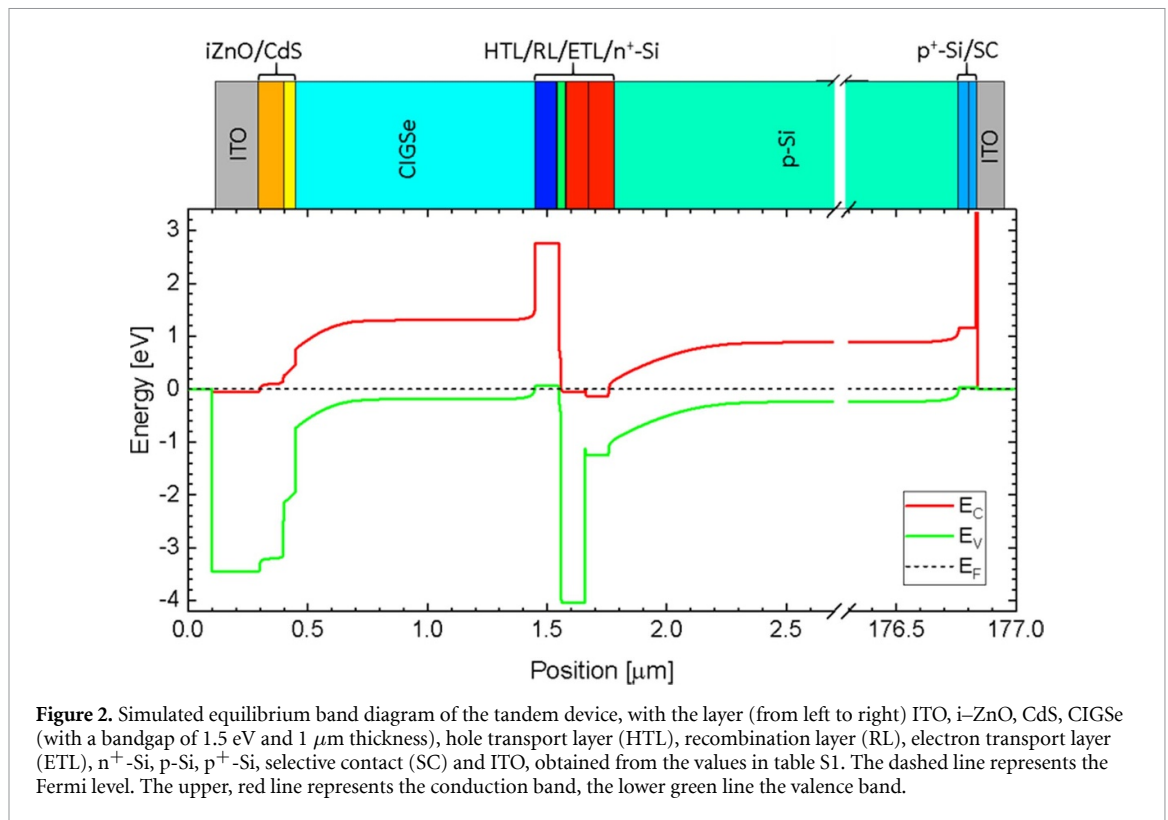 iZnO/CdS
HTL/RL/ETL/n⁺-Si
p⁺-Si/SC
ITO
CIGSe
p-Si
ITO
3
2
1
0
-1
-2
-3
-4
Energy [eV]
E_C
E_V
E_F
0.0 0.5 1.0 1.5 2.0 2.5 176.5 177.0
Position [μm]
Figure 2. Simulated equilibrium band diagram of the tandem device, with the layer (from left to right) ITO, i–ZnO, CdS, CIGSe
(with a bandgap of 1.5 eV and 1 μm thickness), hole transport layer (HTL), recombination layer (RL), electron transport layer
(ETL), n⁺-Si, p-Si, p⁺-Si, selective contact (SC) and ITO, obtained from the values in table S1. The dashed line represents the
Fermi level. The upper, red line represents the conduction band, the lower green line the valence band.